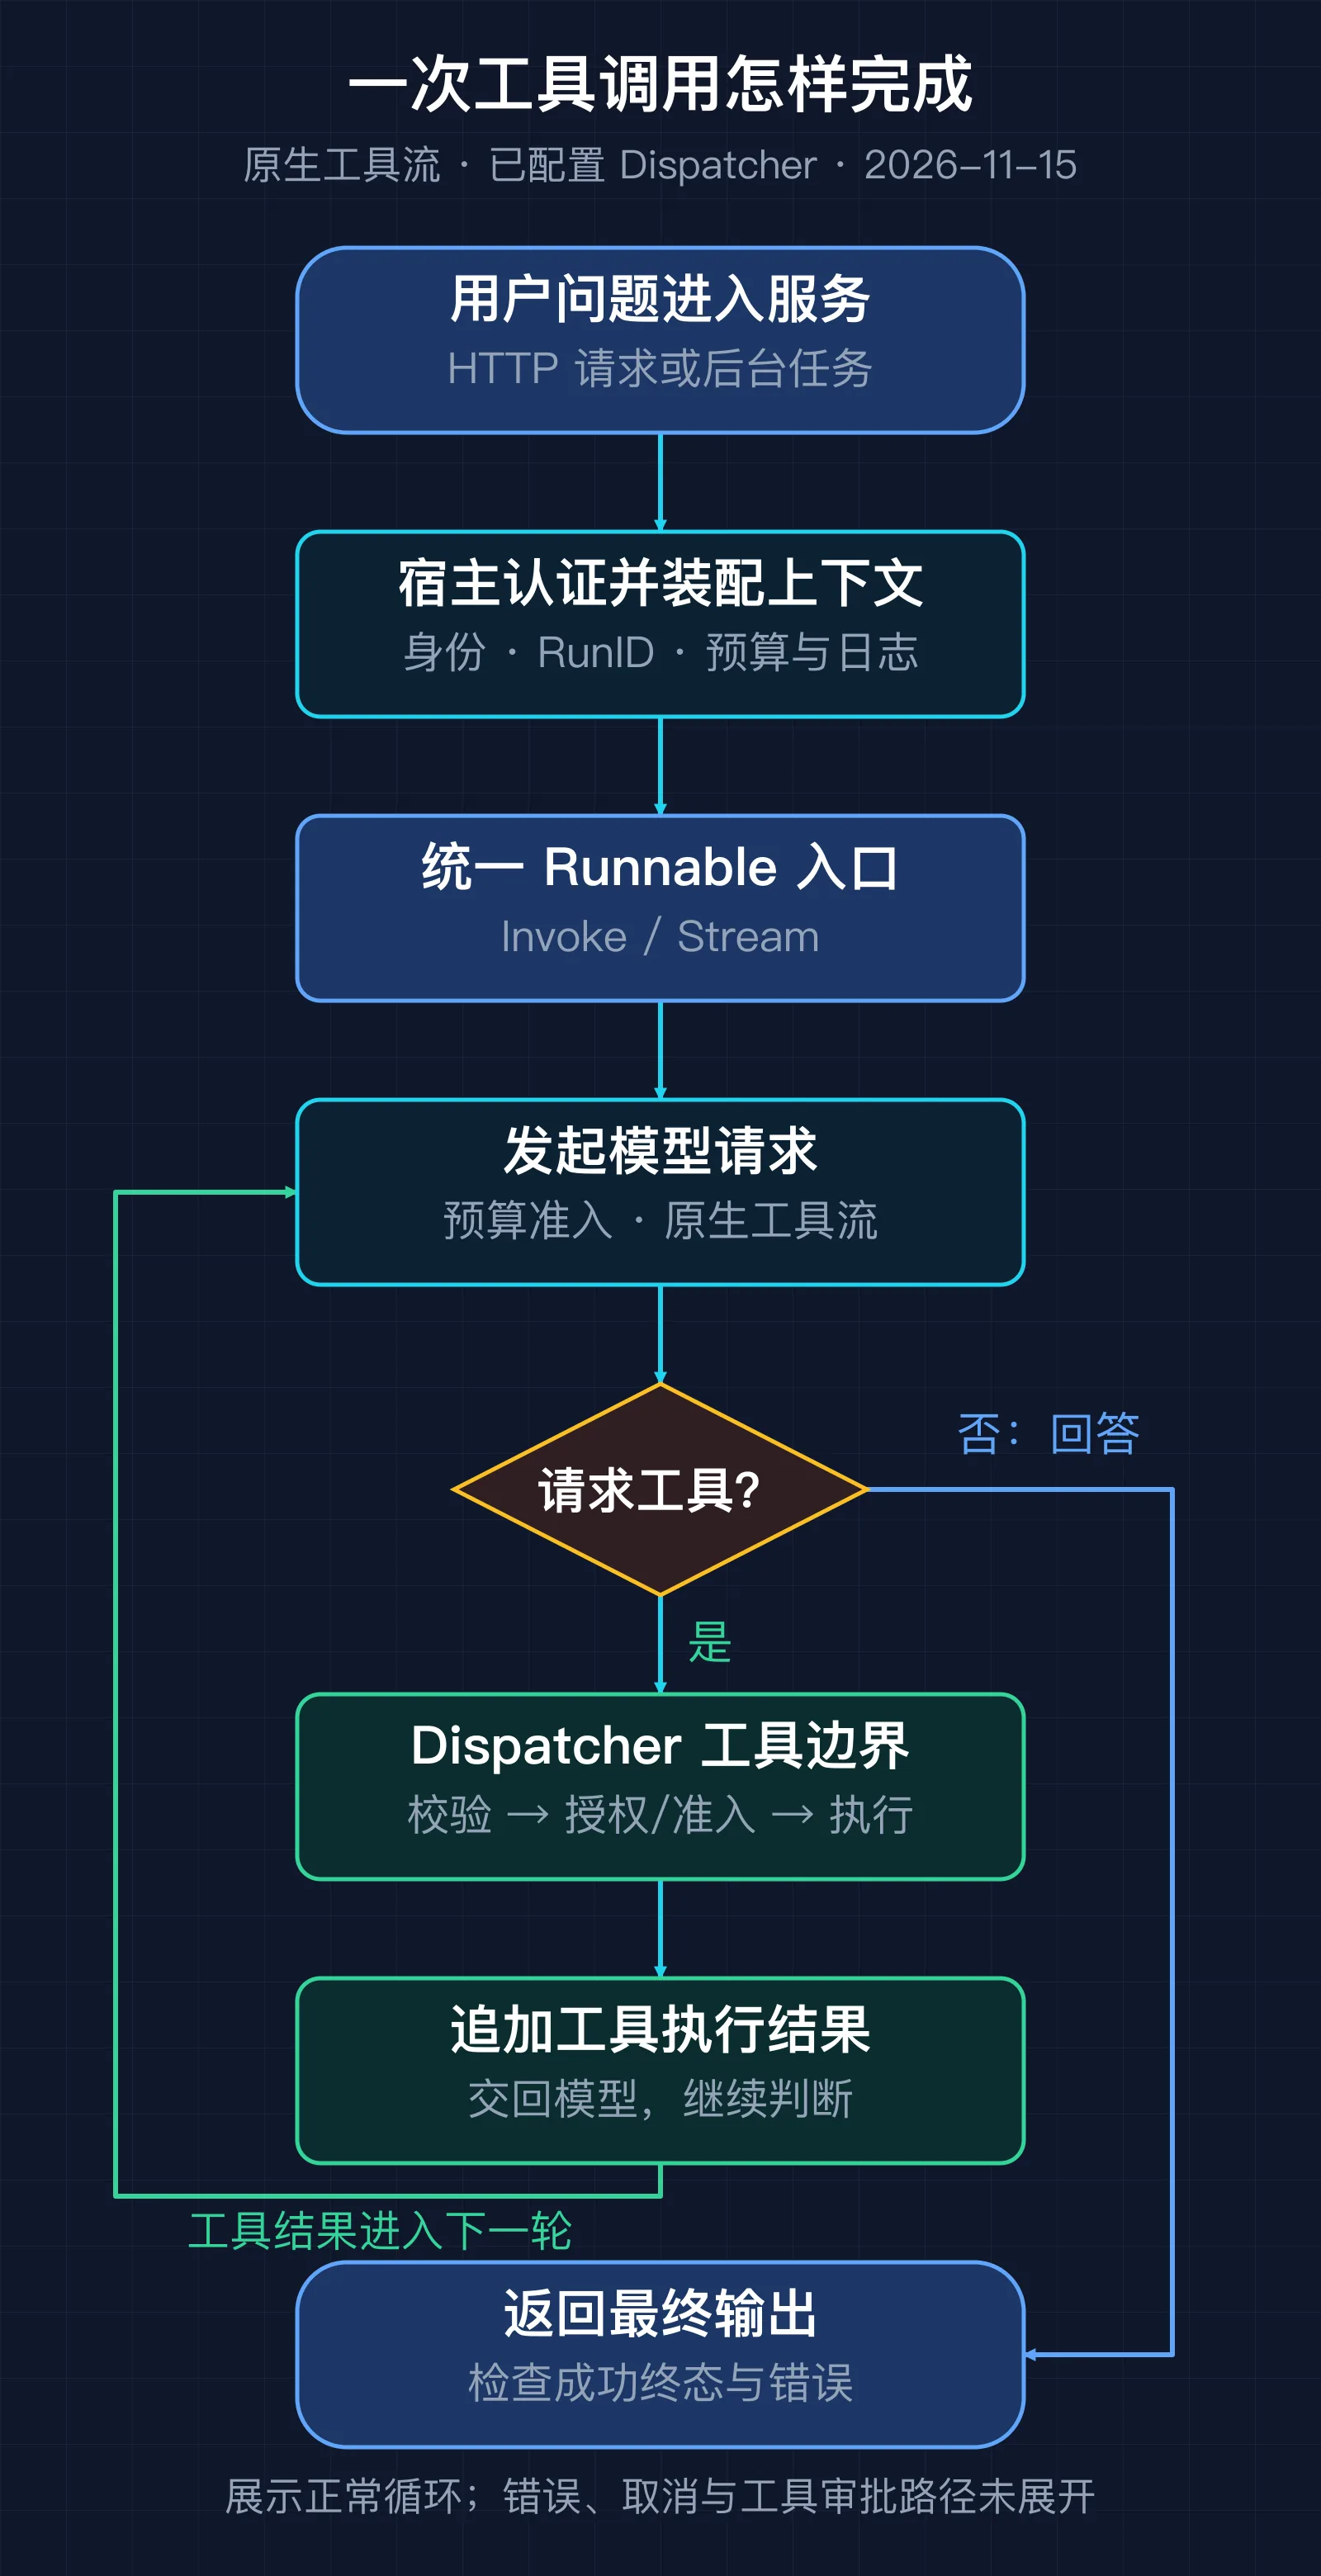 一次工具调用怎样完成
原生工具流 · 已配置 Dispatcher · 2026-11-15
用户问题进入服务
HTTP 请求或后台任务
宿主认证并装配上下文
身份 · RunID · 预算与日志
统一 Runnable 入口
Invoke / Stream
发起模型请求
预算准入 · 原生工具流
否：回答
请求工具?
是
Dispatcher 工具边界
校验 → 授权/准入 → 执行
追加工具执行结果
交回模型，继续判断
工具结果进入下一轮
返回最终输出
检查成功终态与错误
展示正常循环；错误、取消与工具审批路径未展开